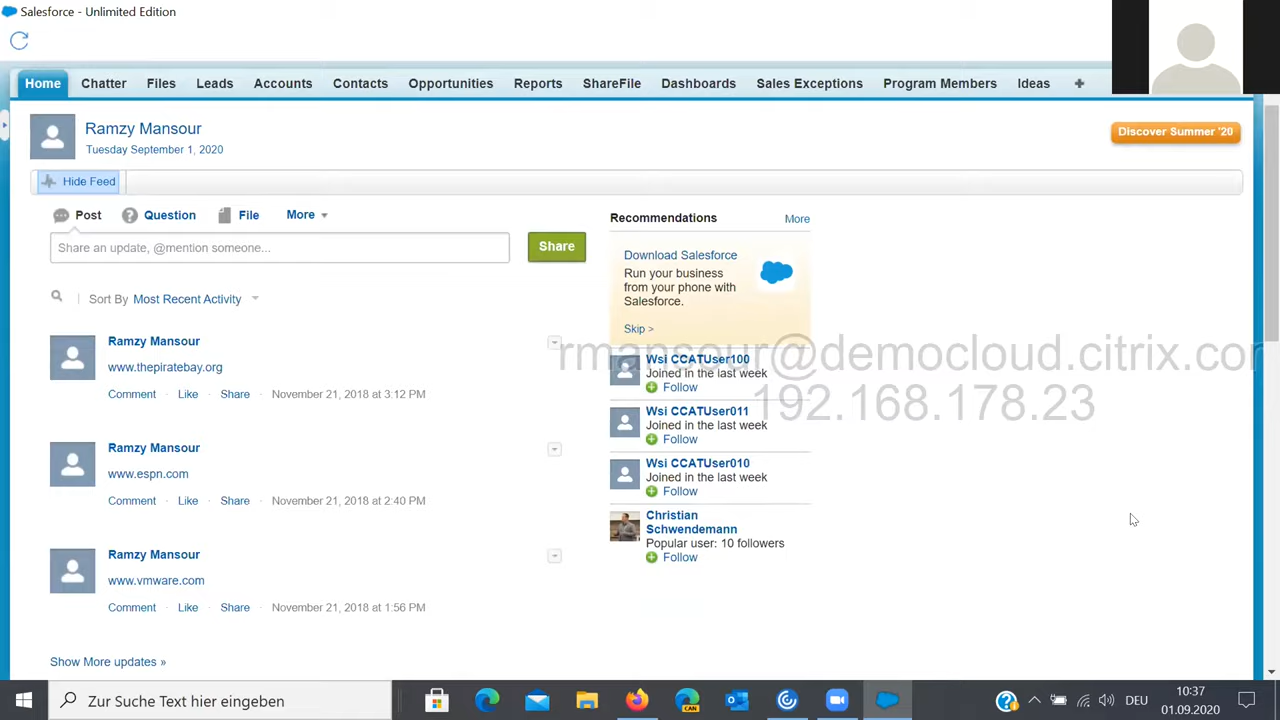 Salesforce - Unlimited Edition
Home Chatter Files Leads Accounts Contacts Opportunities Reports ShareFile Dashboards Sales Exceptions Program Members Ideas
Ramzy Mansour
Tuesday September 1, 2020
Discover Summer '20
Hide Feed
Post Question File More
Share an update, @mention someone...
Share
Sort By Most Recent Activity
Ramzy Mansour
www.thepiratebay.org
Comment · Like · Share · November 21, 2018 at 3:12 PM
Ramzy Mansour
www.espn.com
Comment · Like · Share · November 21, 2018 at 2:40 PM
Ramzy Mansour
www.vmware.com
Comment · Like · Share · November 21, 2018 at 1:56 PM
Show More updates »
Recommendations More
Download Salesforce
Run your business
from your phone with
Salesforce.
Skip >
Wsi CCATUser100
Joined in the last week
Follow
Wsi CCATUser011
Joined in the last week
Follow
Wsi CCATUser010
Joined in the last week
Follow
Christian
Schwendemann
Popular user: 10 followers
Follow
rmansour@democloud.citrix.com
192.168.178.23
Zur Suche Text hier eingeben
CAN
DEU
10:37
01.09.2020